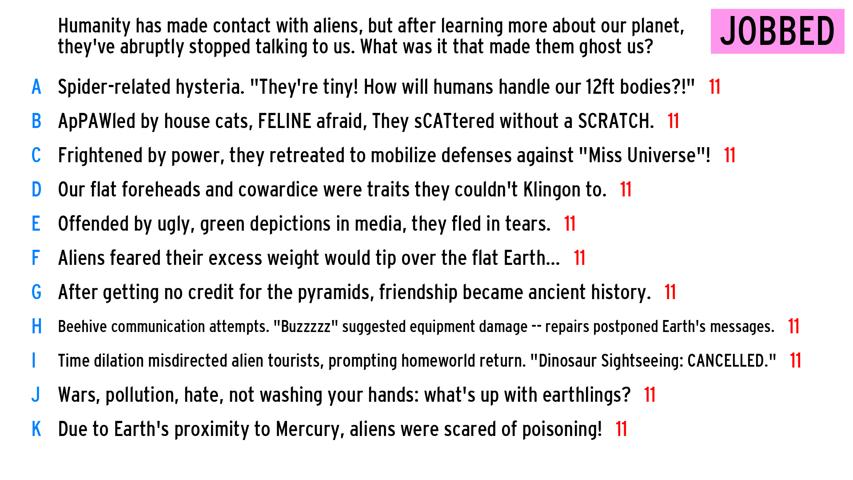 Humanity has made contact with aliens, but after learning more about our planet,
they've abruptly stopped talking to us. What was it that made them ghost us?
JOBBED
A Spider-related hysteria. "They're tiny! How will humans handle our 12ft bodies?!" 11
B ApPAWled by house cats, FELINE afraid, They sCATtered without a SCRATCH. 11
C Frightened by power, they retreated to mobilize defenses against "Miss Universe"! 11
D Our flat foreheads and cowardice were traits they couldn't Klingon to. 11
E Offended by ugly, green depictions in media, they fled in tears. 11
F Aliens feared their excess weight would tip over the flat Earth... 11
G After getting no credit for the pyramids, friendship became ancient history. 11
H Beehive communication attempts. "Buzzzzz" suggested equipment damage -- repairs postponed Earth's messages. 11
I Time dilation misdirected alien tourists, prompting homeworld return. "Dinosaur Sightseeing: CANCELLED." 11
J Wars, pollution, hate, not washing your hands: what's up with earthlings? 11
K Due to Earth's proximity to Mercury, aliens were scared of poisoning! 11